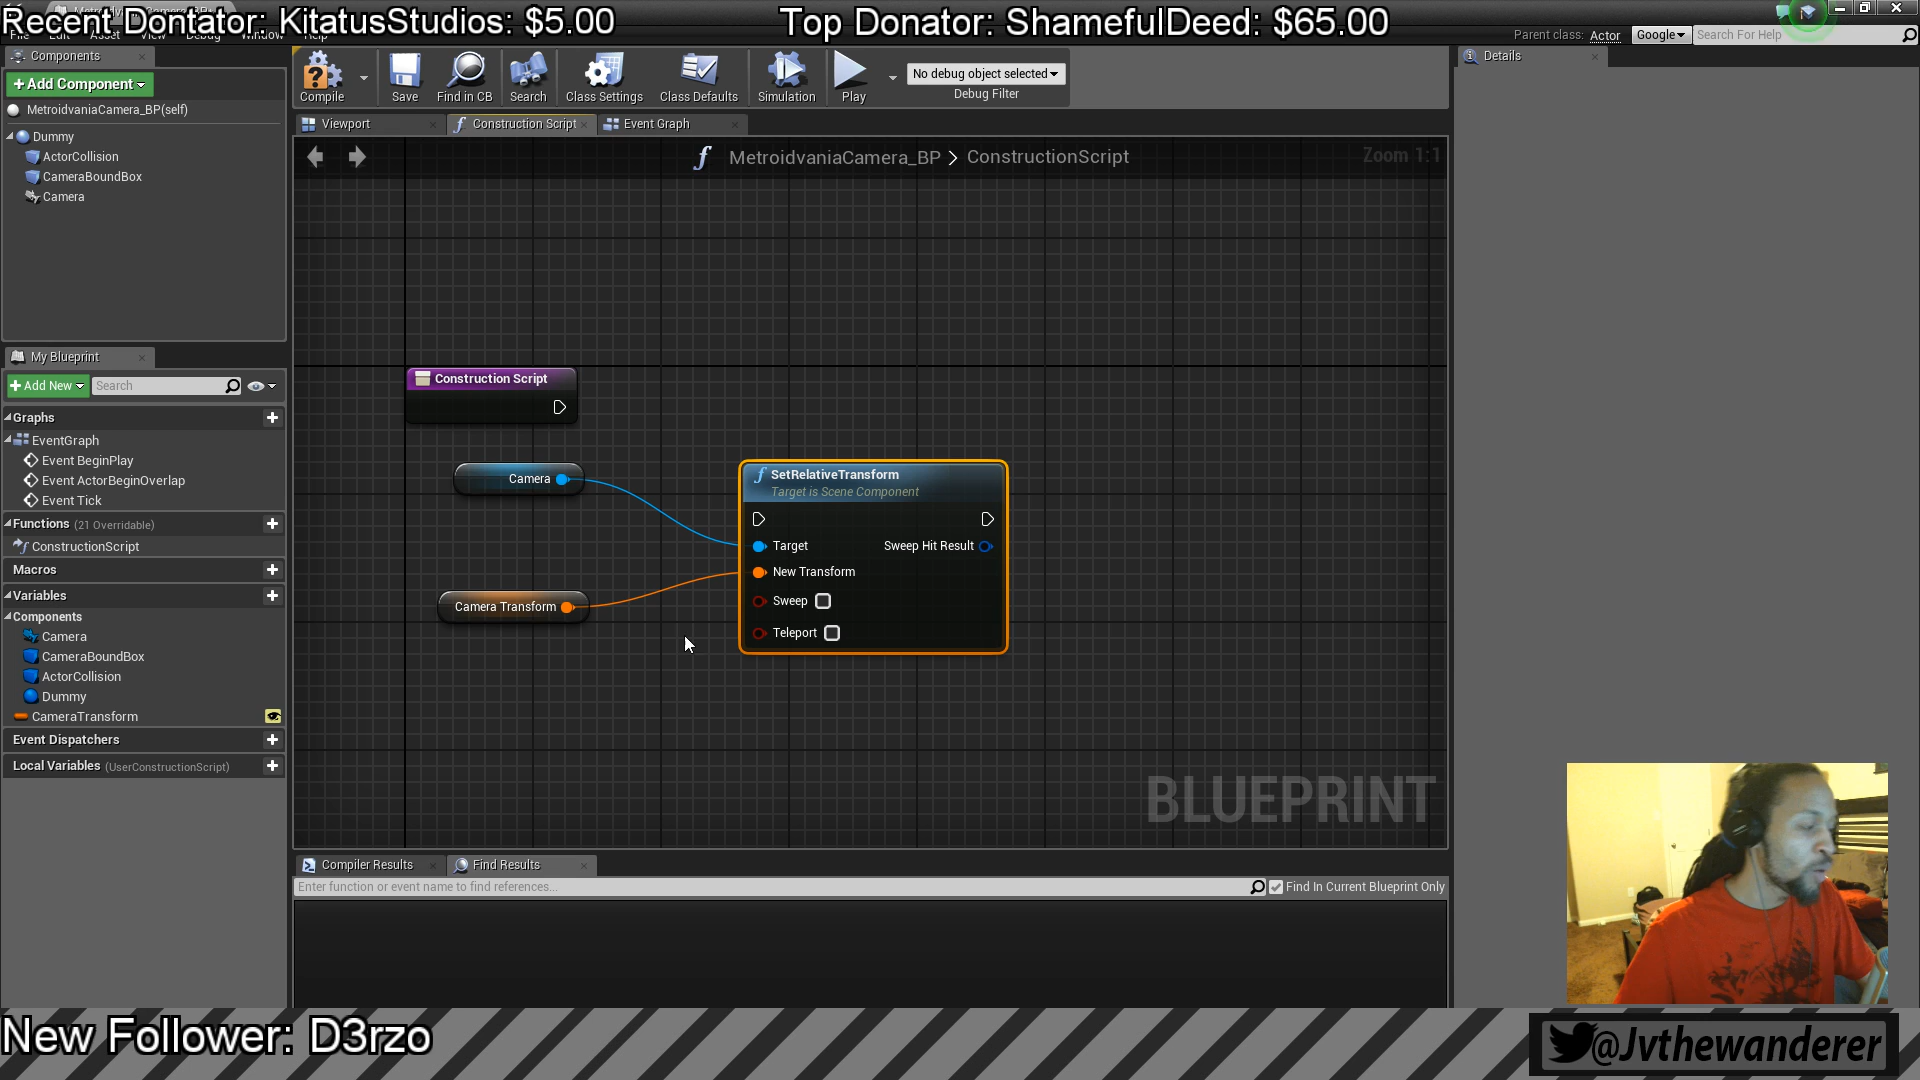 Recent Dontator: KitatusStudios: $5.00
Top Donator: ShamefulDeed: $65.00
Parent class: Actor
Google
Search For Help
Components
Add Component
MetroidvaniaCamera_BP(self)
Dummy
ActorCollision
CameraBoundBox
Camera
Compile
Save
Find in CB
Search
Class Settings
Class Defaults
Simulation
Play
No debug object selected
Debug Filter
Details
Viewport
Construction Script
Event Graph
MetroidvaniaCamera_BP > ConstructionScript
Zoom 1:1
My Blueprint
Add New
Search
Graphs
EventGraph
Event BeginPlay
Event ActorBeginOverlap
Event Tick
Functions (21 Overridable)
ConstructionScript
Macros
Variables
Components
Camera
CameraBoundBox
ActorCollision
Dummy
CameraTransform
Event Dispatchers
Local Variables (UserConstructionScript)
Construction Script
Camera
Camera Transform
SetRelativeTransform
Target is Scene Component
Target
Sweep Hit Result
New Transform
Sweep
Teleport
BLUEPRINT
Compiler Results
Find Results
Enter function or event name to find references...
Find In Current Blueprint Only
New Follower: D3rzo
@Jvthewanderer